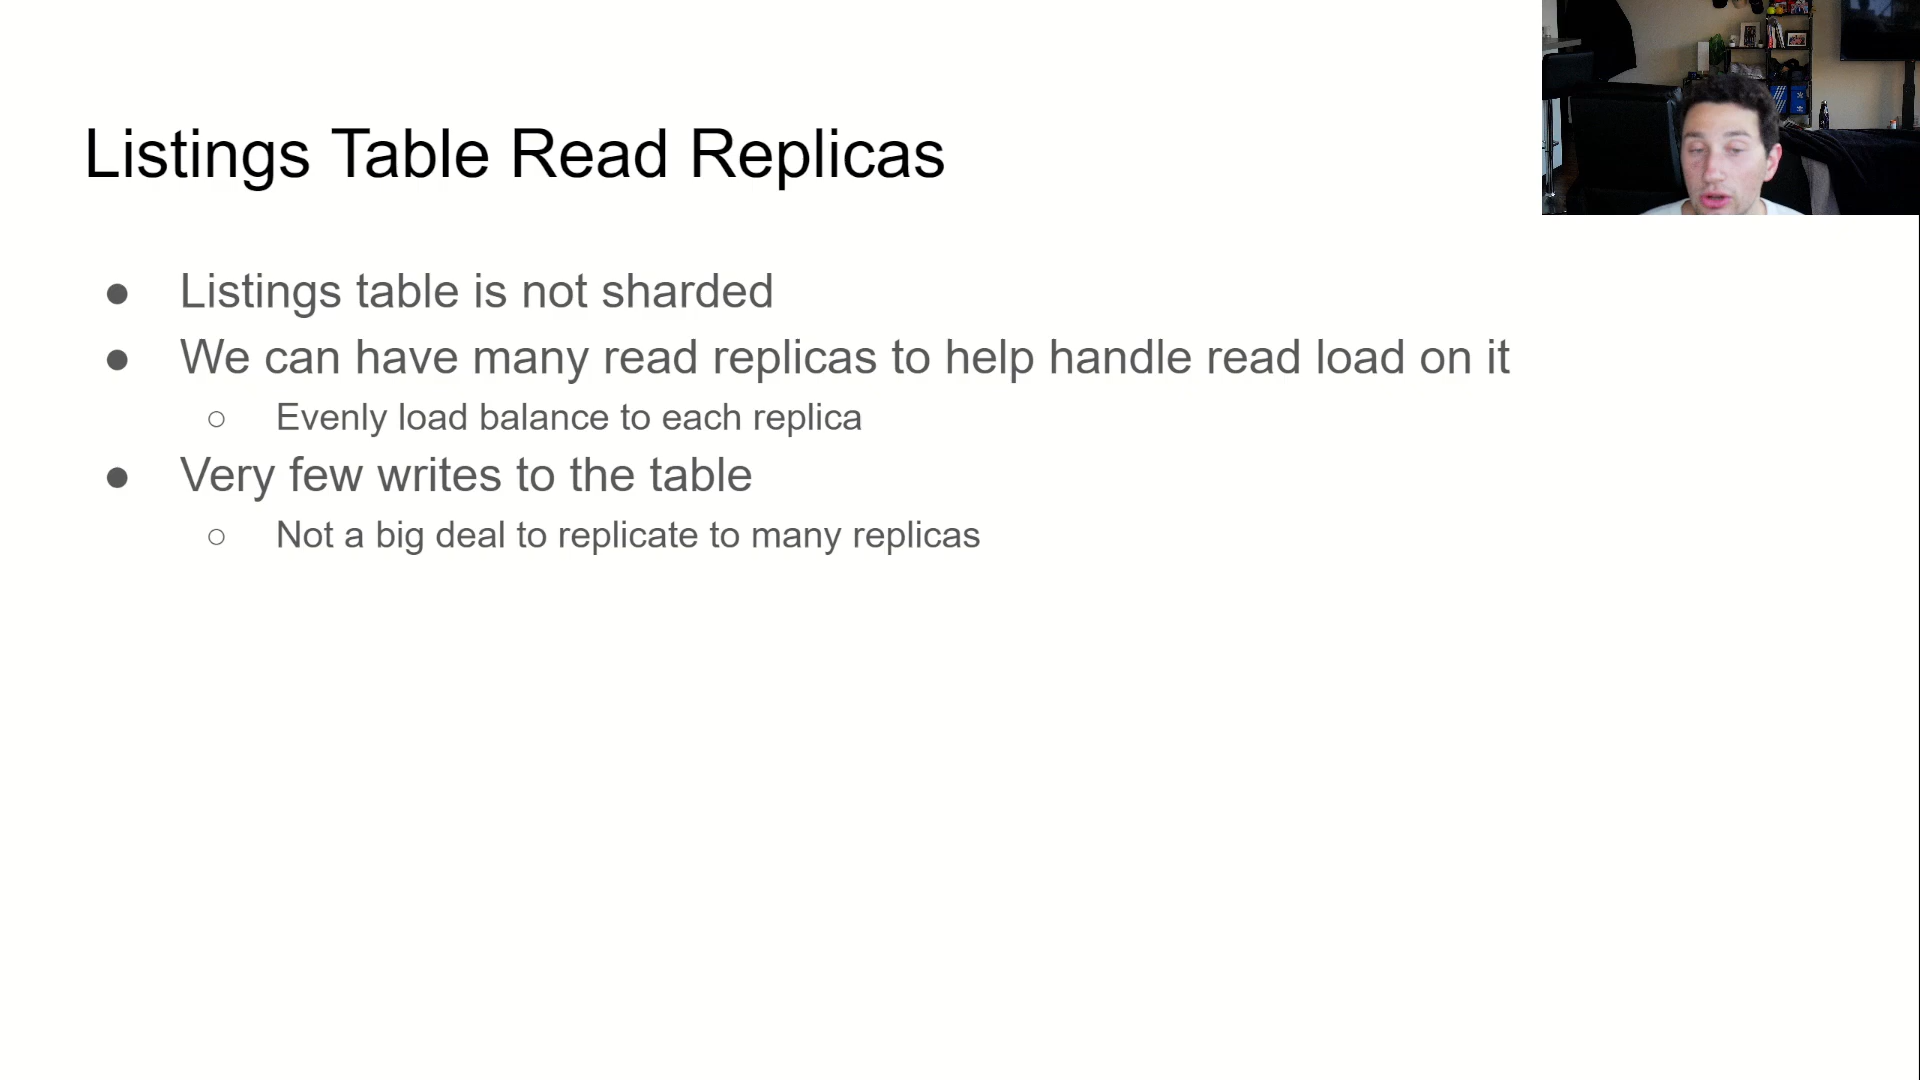 Listings Table Read Replicas
● Listings table is not sharded
● We can have many read replicas to help handle read load on it
○ Evenly load balance to each replica
● Very few writes to the table
○ Not a big deal to replicate to many replicas